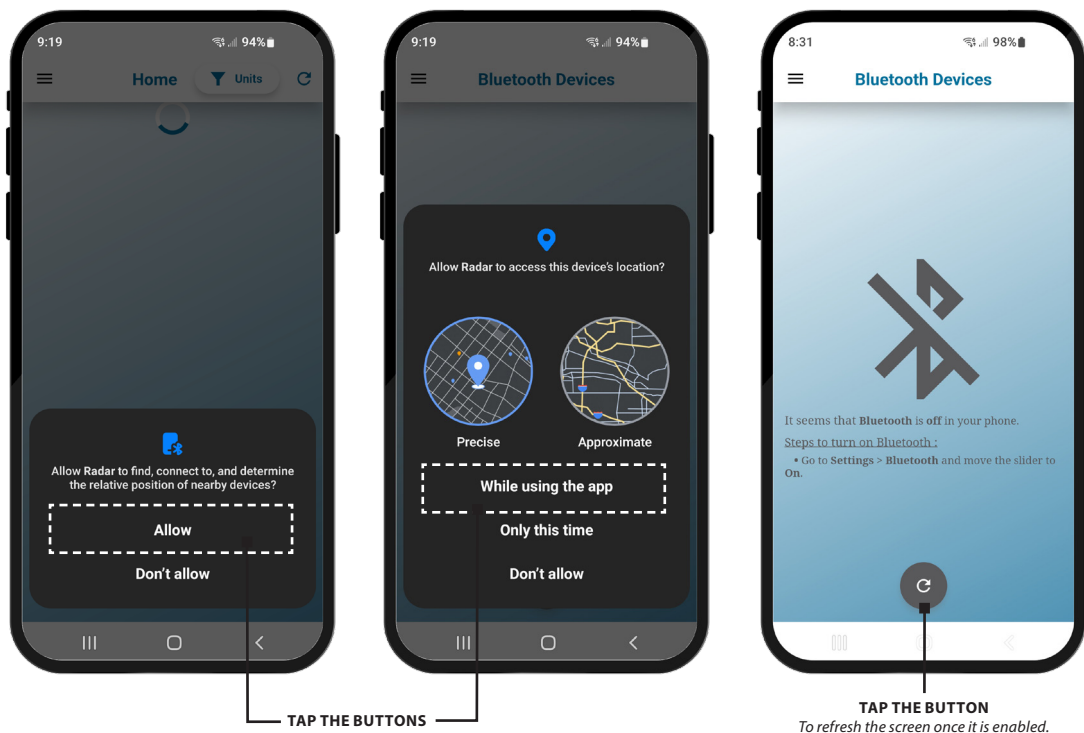 9:19
94%
Home
Units
Allow Radar to find, connect to, and determine
the relative position of nearby devices?
Allow
Don't allow
9:19
94%
Bluetooth Devices
Allow Radar to access this device's location?
Precise
Approximate
While using the app
Only this time
Don't allow
TAP THE BUTTONS
8:31
98%
Bluetooth Devices
It seems that Bluetooth is off in your phone.
Steps to turn on Bluetooth :
• Go to Settings > Bluetooth and move the slider to
On.
TAP THE BUTTON
To refresh the screen once it is enabled.